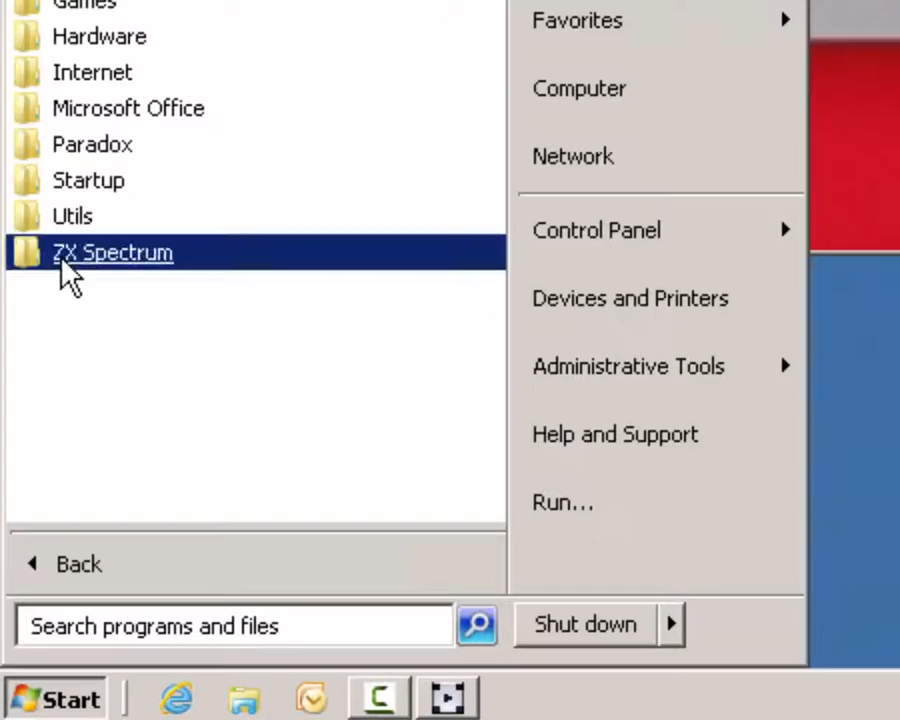 Games
Hardware
Internet
Microsoft Office
Paradox
Startup
Utils
ZX Spectrum
Back
Search programs and files
Favorites
Computer
Network
Control Panel
Devices and Printers
Administrative Tools
Help and Support
Run...
Shut down
Start